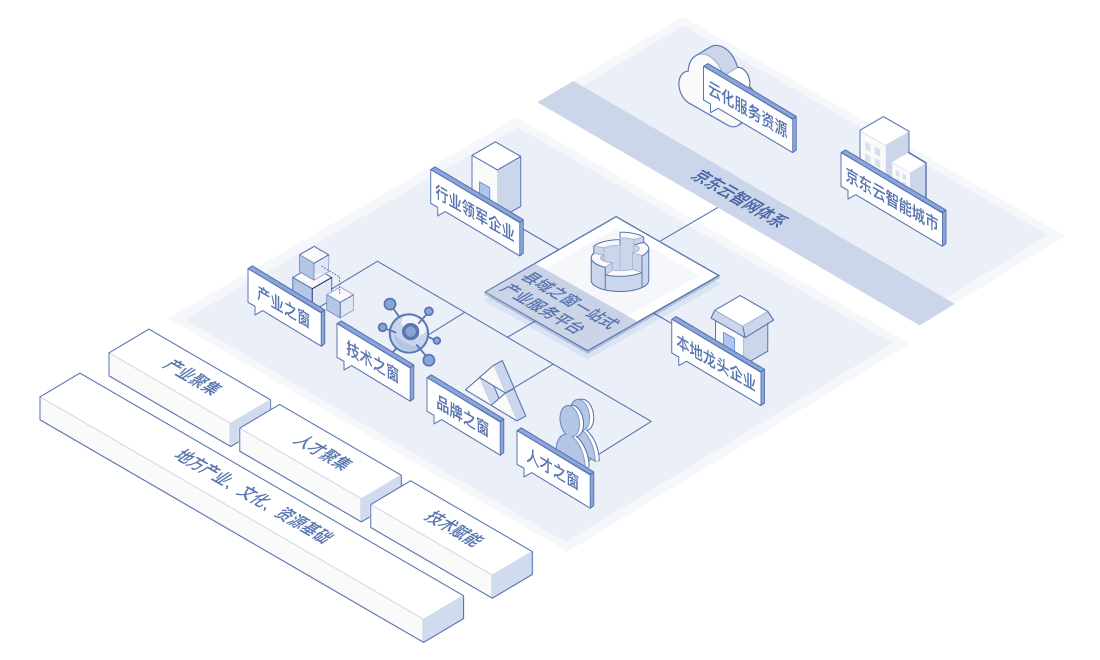 云化服务资源
京东云智能城市
京东云智网体系
行业领军企业
县域之窗一站式
产业服务平台
本地龙头企业
产业之窗
技术之窗
品牌之窗
人才之窗
产业聚集
人才聚集
技术赋能
地方产业、文化、资源基础